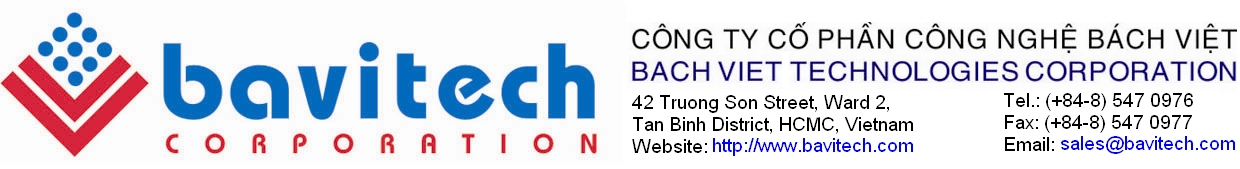 bavitech
CORPORATION
CÔNG TY CỔ PHẦN CÔNG NGHỆ BÁCH VIỆT
BACH VIET TECHNOLOGIES CORPORATION
42 Truong Son Street, Ward 2,
Tan Binh District, HCMC, Vietnam
Website: http://www.bavitech.com
Tel.: (+84-8) 547 0976
Fax: (+84-8) 547 0977
Email: sales@bavitech.com